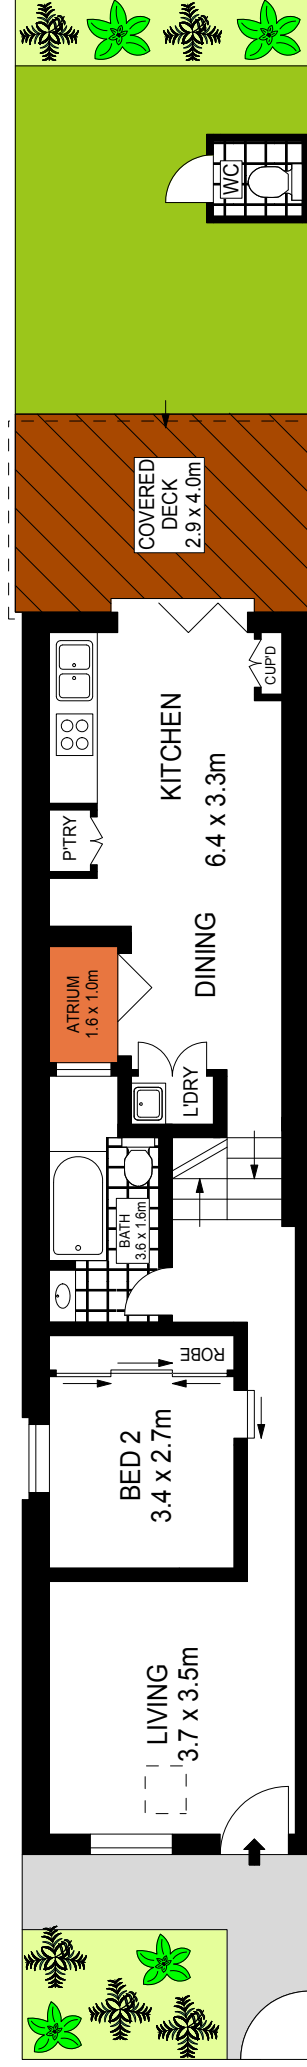 WC
COVERED
DECK
2.9 x 4.0m
CUP'D
KITCHEN
6.4 x 3.3m
P'TRY
DINING
ATRIUM
1.6 x 1.0m
L'DRY
BATH
3.6 x 1.6m
ROBE
BED 2
3.4 x 2.7m
LIVING
3.7 x 3.5m